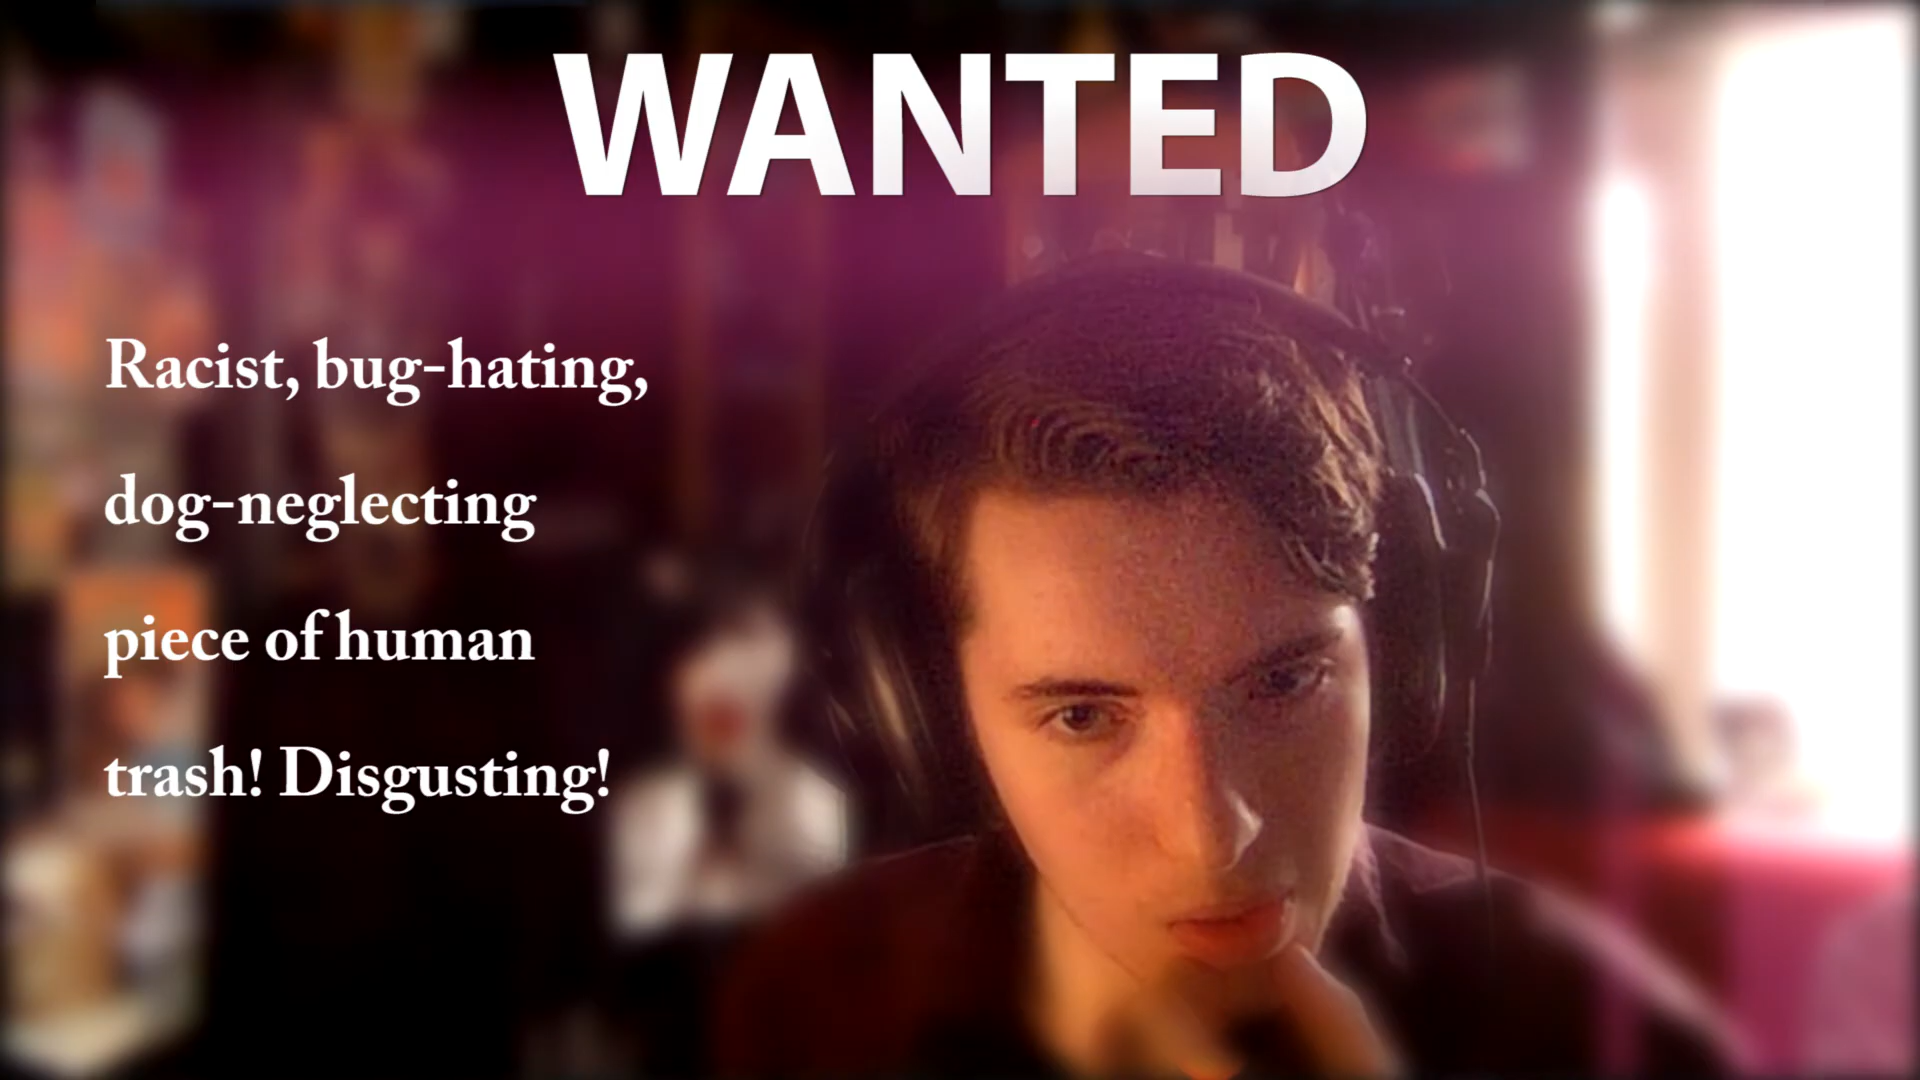 WANTED
Racist, bug-hating,
dog-neglecting
piece of human
trash! Disgusting!